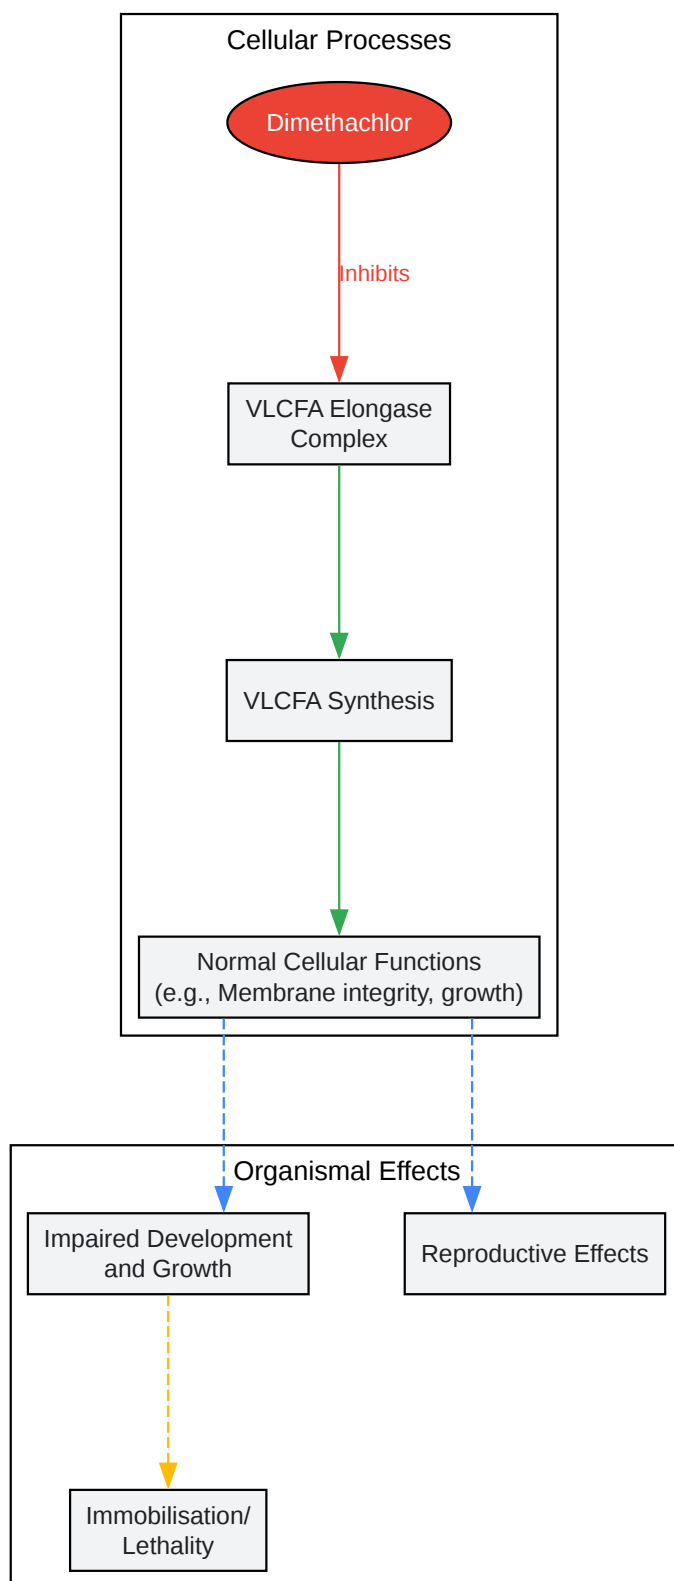 Cellular Processes
Dimethachlor
Inhibits
VLCFA Elongase
Complex
VLCFA Synthesis
Normal Cellular Functions
(e.g., Membrane integrity, growth)
Organismal Effects
Impaired Development
and Growth
Reproductive Effects
Immobilisation/
Lethality